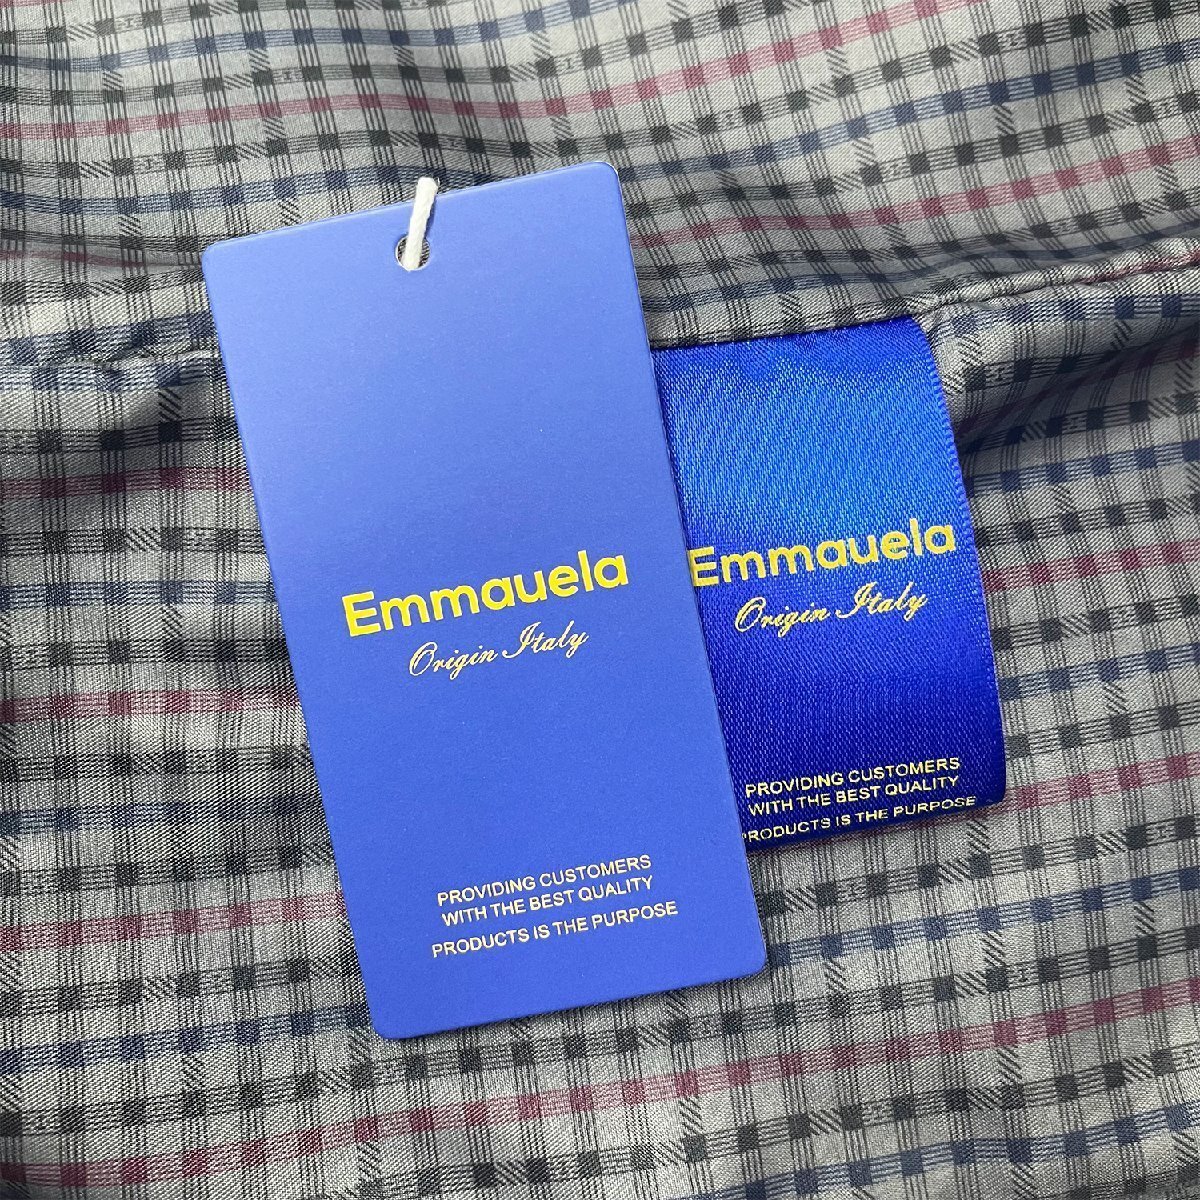 Emmauela
Origin Italy
PROVIDING CUSTOMERS
WITH THE BEST QUALITY
PRODUCTS IS THE PURPOSE
Emmauela
Origin Italy
PROVIDING CUSTOMERS
WITH THE BEST QUALITY
PRODUCTS IS THE PURPOSE